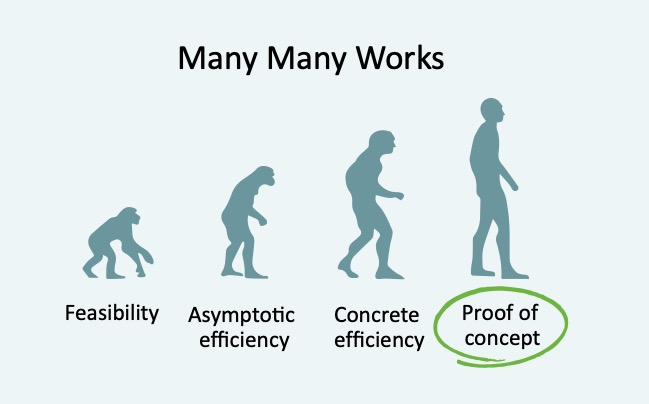 Many Many Works
Feasibility
Asymptotic
efficiency
Concrete
efficiency
Proof of
concept